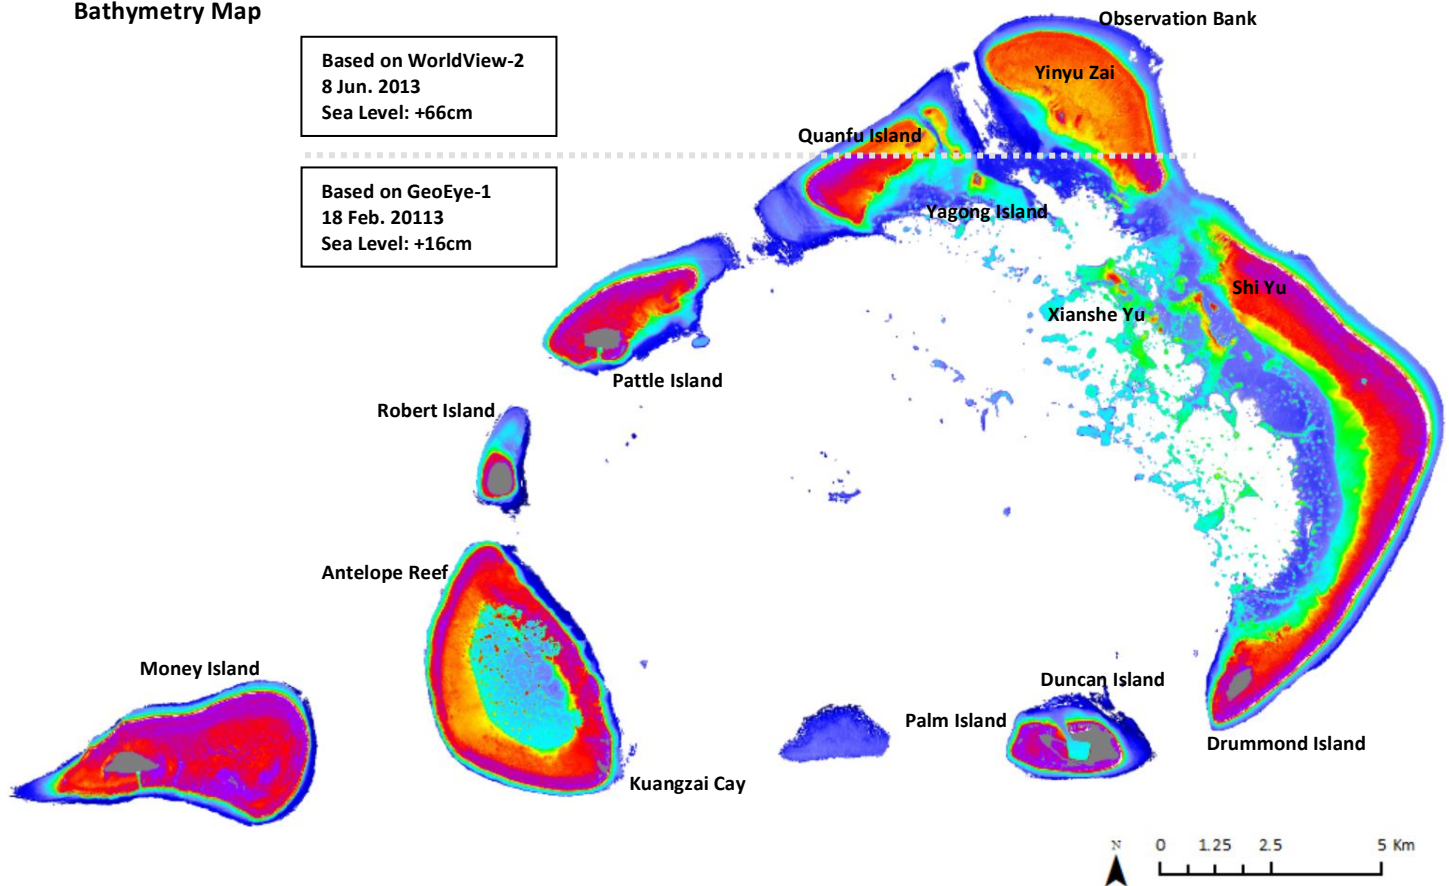 Bathymetry Map
Observation Bank
Based on WorldView-2
8 Jun. 2013
Sea Level: +66cm
Yinyu Zai
Quanfu Island
Based on GeoEye-1
18 Feb. 20113
Sea Level: +16cm
Yagong Island
Shi Yu
Xianshe Yu
Pattle Island
Robert Island
Antelope Reef
Money Island
Duncan Island
Palm Island
Drummond Island
Kuangzai Cay
N
0 1.25 2.5 5 Km